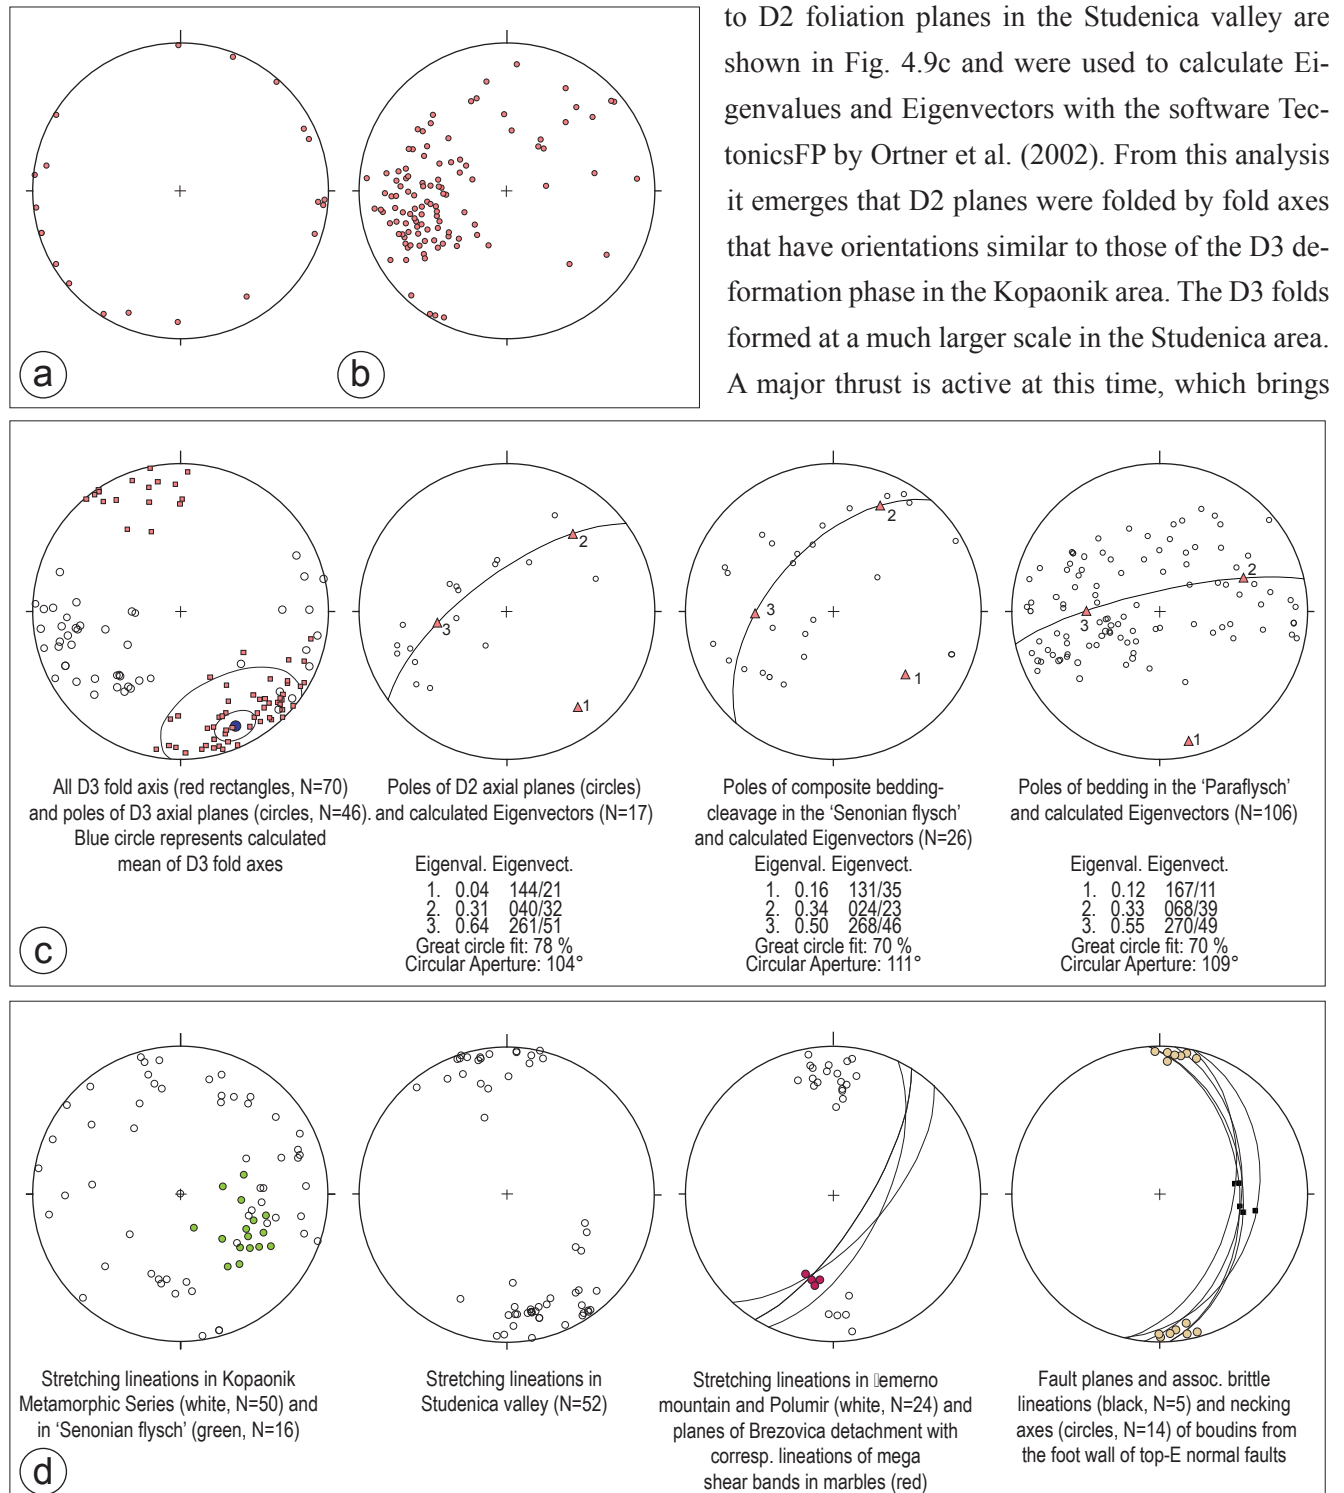 to D2 foliation planes in the Studenica valley are
shown in Fig. 4.9c and were used to calculate Ei-
genvalues and Eigenvectors with the software Tec-
tonicsFP by Ortner et al. (2002). From this analysis
it emerges that D2 planes were folded by fold axes
that have orientations similar to those of the D3 de-
formation phase in the Kopaonik area. The D3 folds
formed at a much larger scale in the Studenica area.
A major thrust is active at this time, which brings
a
b
2
3
1
2
3
1
2
3
1
All D3 fold axis (red rectangles, N=70)
and poles of D3 axial planes (circles, N=46).
Blue circle represents calculated
mean of D3 fold axes
Poles of D2 axial planes (circles)
and calculated Eigenvectors (N=17)
Eigenval. Eigenvect.
1. 0.04 144/21
2. 0.31 040/32
3. 0.64 261/51
Great circle fit: 78 %
Circular Aperture: 104°
Poles of composite bedding-
cleavage in the 'Senonian flysch'
and calculated Eigenvectors (N=26)
Eigenval. Eigenvect.
1. 0.16 131/35
2. 0.34 024/23
3. 0.50 268/46
Great circle fit: 70 %
Circular Aperture: 111°
Poles of bedding in the 'Paraflysch'
and calculated Eigenvectors (N=106)
Eigenval. Eigenvect.
1. 0.12 167/11
2. 0.33 068/39
3. 0.55 270/49
Great circle fit: 70 %
Circular Aperture: 109°
c
Stretching lineations in Kopaonik
Metamorphic Series (white, N=50) and
in 'Senonian flysch' (green, N=16)
Stretching lineations in
Studenica valley (N=52)
Stretching lineations in ▯emerno
mountain and Polumir (white, N=24) and
planes of Brezovica detachment with
corresp. lineations of mega
shear bands in marbles (red)
Fault planes and assoc. brittle
lineations (black, N=5) and necking
axes (circles, N=14) of boudins from
the foot wall of top-E normal faults
d